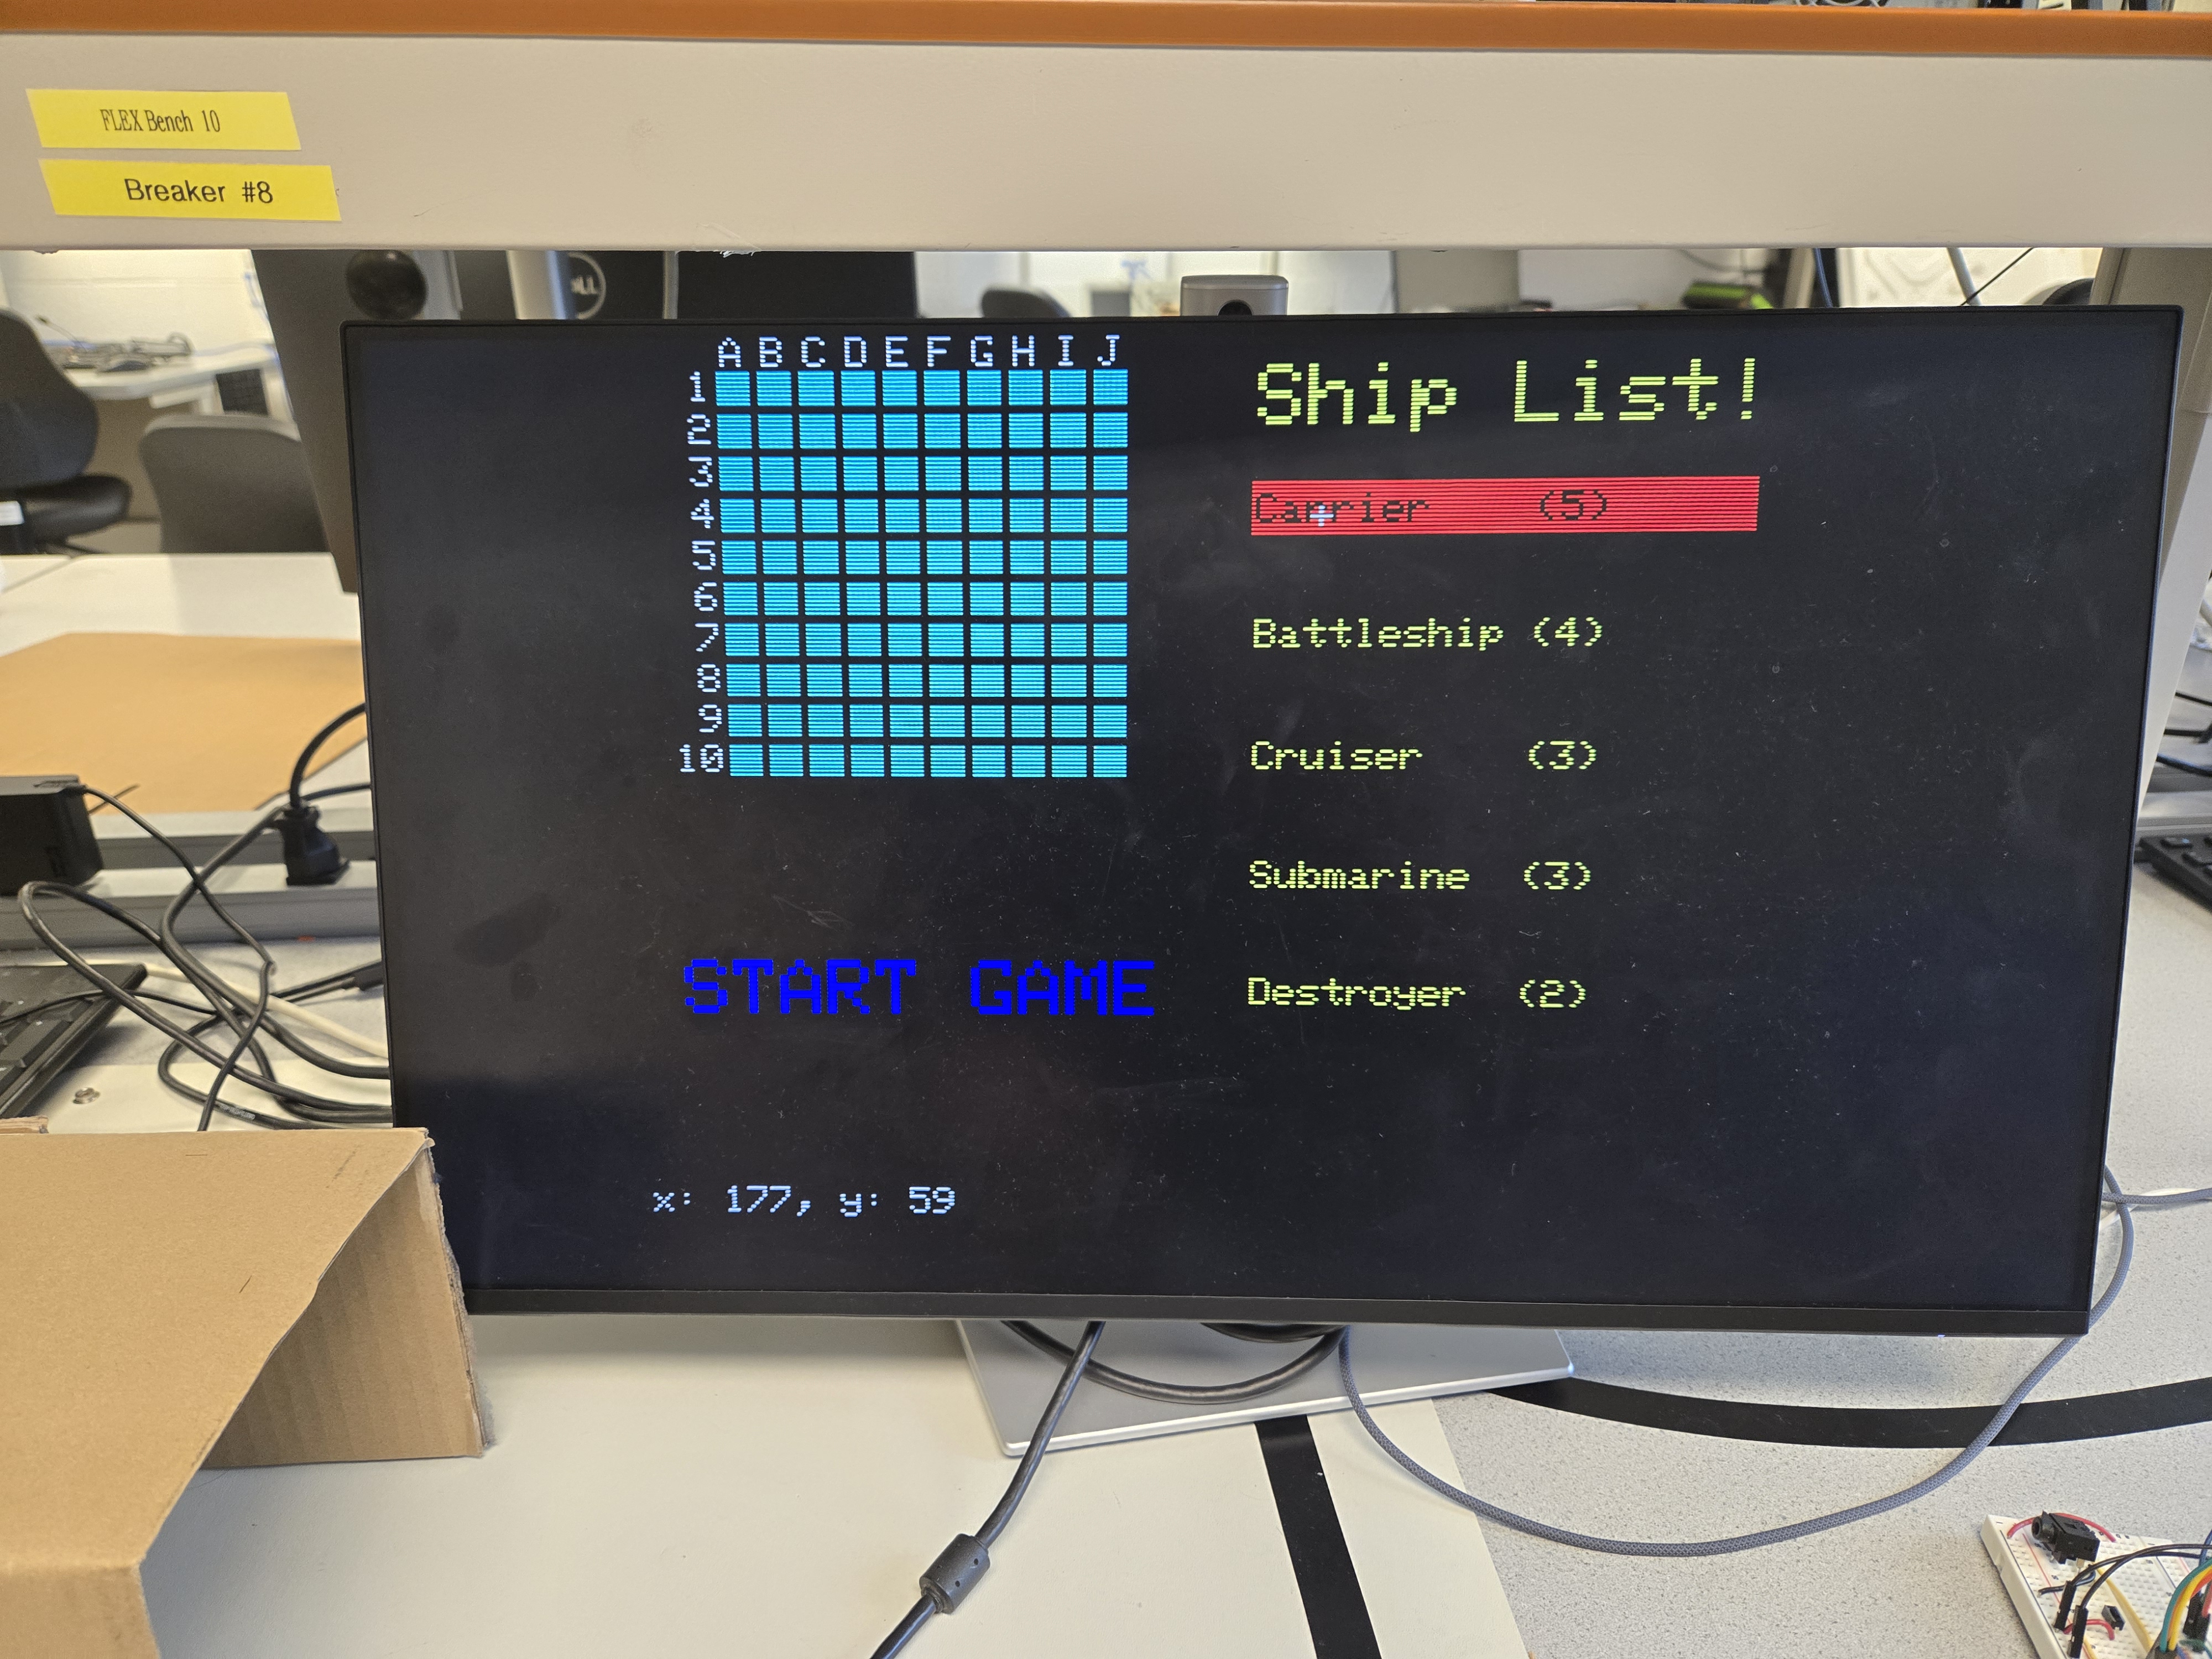 FLEX Bench 10
Breaker #8
A B C D E F G H I J
1
2
3
4
5
6
7
8
9
10
Ship List!
Carrier (5)
Battleship (4)
Cruiser (3)
Submarine (3)
Destroyer (2)
START GAME
x: 177, y: 59